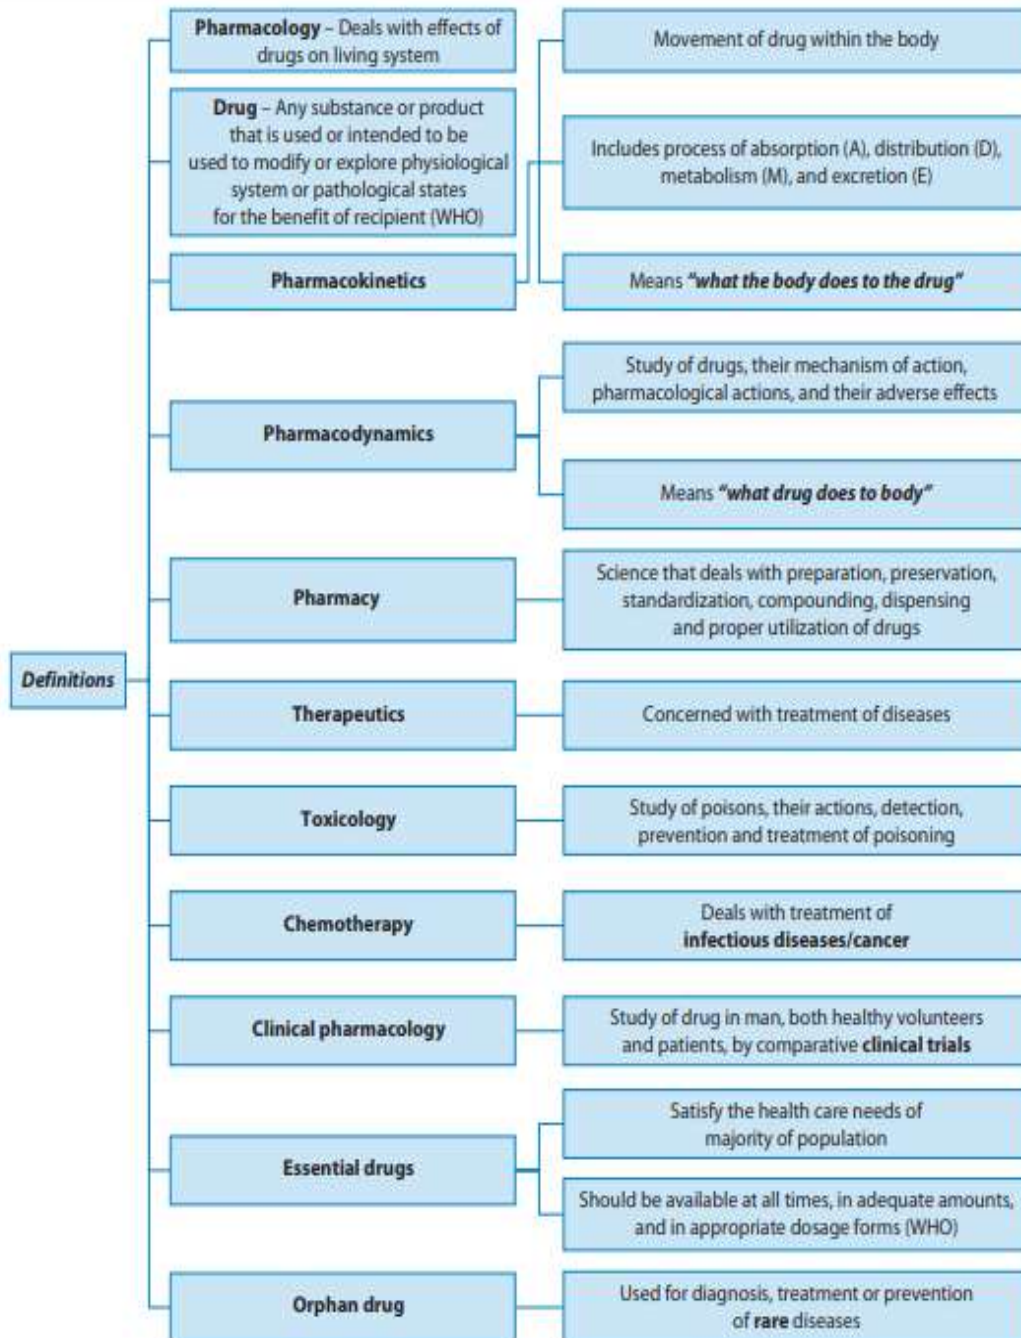 Pharmacology – Deals with effects of
drugs on living system
Movement of drug within the body
Drug – Any substance or product
that is used or intended to be
used to modify or explore physiological
system or pathological states
for the benefit of recipient (WHO)
Includes process of absorption (A), distribution (D),
metabolism (M), and excretion (E)
Pharmacokinetics
Means "what the body does to the drug"
Pharmacodynamics
Study of drugs, their mechanism of action,
pharmacological actions, and their adverse effects
Means "what drug does to body"
Pharmacy
Science that deals with preparation, preservation,
standardization, compounding, dispensing
and proper utilization of drugs
Definitions
Therapeutics
Concerned with treatment of diseases
Toxicology
Study of poisons, their actions, detection,
prevention and treatment of poisoning
Chemotherapy
Deals with treatment of
infectious diseases/cancer
Clinical pharmacology
Study of drug in man, both healthy volunteers
and patients, by comparative clinical trials
Essential drugs
Satisfy the health care needs of
majority of population
Should be available at all times, in adequate amounts,
and in appropriate dosage forms (WHO)
Orphan drug
Used for diagnosis, treatment or prevention
of rare diseases